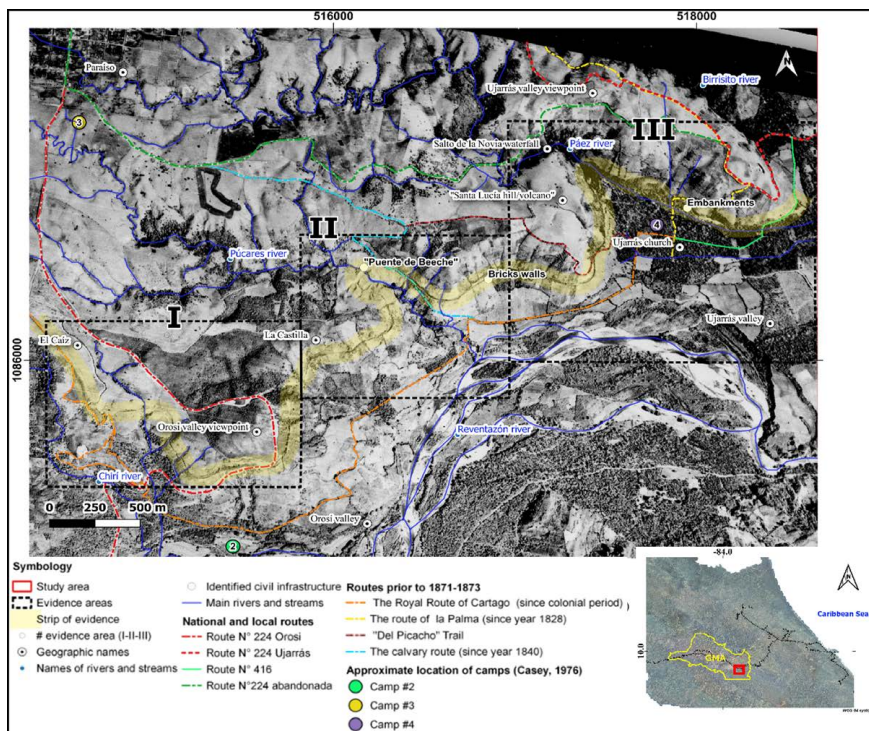 516000
518000
1086000
Paraíso
3
Birrisito river
Ujarrás valley viewpoint
III
Salto de la Novia waterfall
Páez river
"Santa Lucía hill/volcano"
Embankments
4
Ujarrás church
II
Púcares river
"Puente de Beeche"
Bricks walls
I
El Caíz
La Castilla
Ujarrás valley
Orosi valley viewpoint
Reventazón river
Chirí river
0 250 500 m
Orosí valley
2
Symbology
Study area
Evidence areas
Strip of evidence
# evidence area (I-II-III)
Geographic names
Names of rivers and streams
Identified civil infrastructure
Main rivers and streams
National and local routes
Route N° 224 Orosi
Route N° 224 Ujarrás
Route N° 416
Route N°224 abandonada
Routes prior to 1871-1873
The Royal Route of Cartago (since colonial period)
The route of la Palma (since year 1828)
"Del Picacho" Trail
The calvary route (since year 1840)
Approximate location of camps (Casey, 1976)
Camp #2
Camp #3
Camp #4
-84.0
N
Caribbean Sea
10.0
GMA